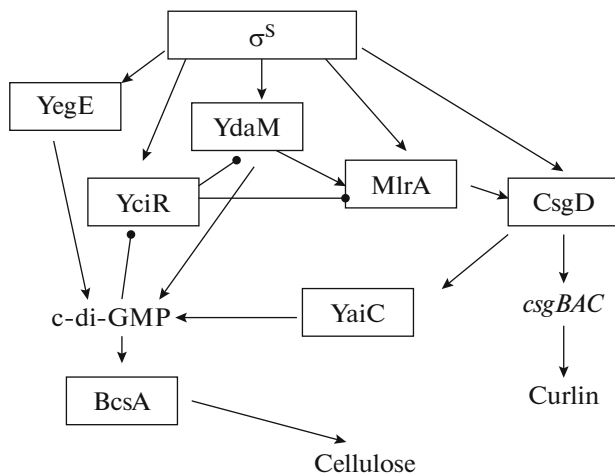 σS
YegE
YdaM
YciR
MlrA
CsgD
c-di-GMP
YaiC
csgBAC
BcsA
Curlin
Cellulose